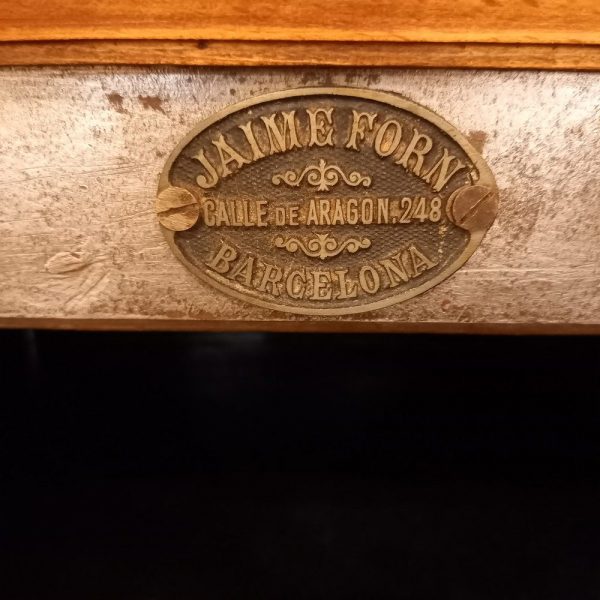 JAIME FORN
CALLE DE ARAGON. 248
BARCELONA